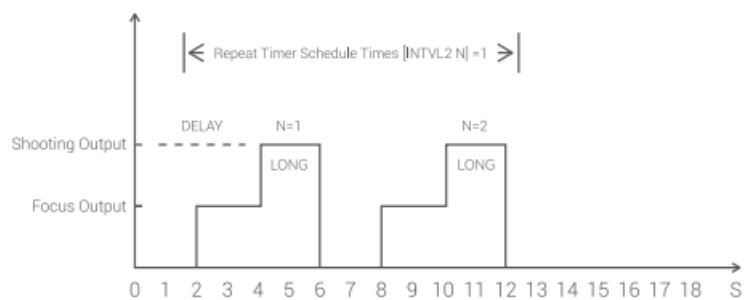 Repeat Timer Schedule Times [INTVL2 N] =1
DELAY N=1 N=2
Shooting Output
LONG LONG
Focus Output
0 1 2 3 4 5 6 7 8 9 10 11 12 13 14 15 16 17 18 S